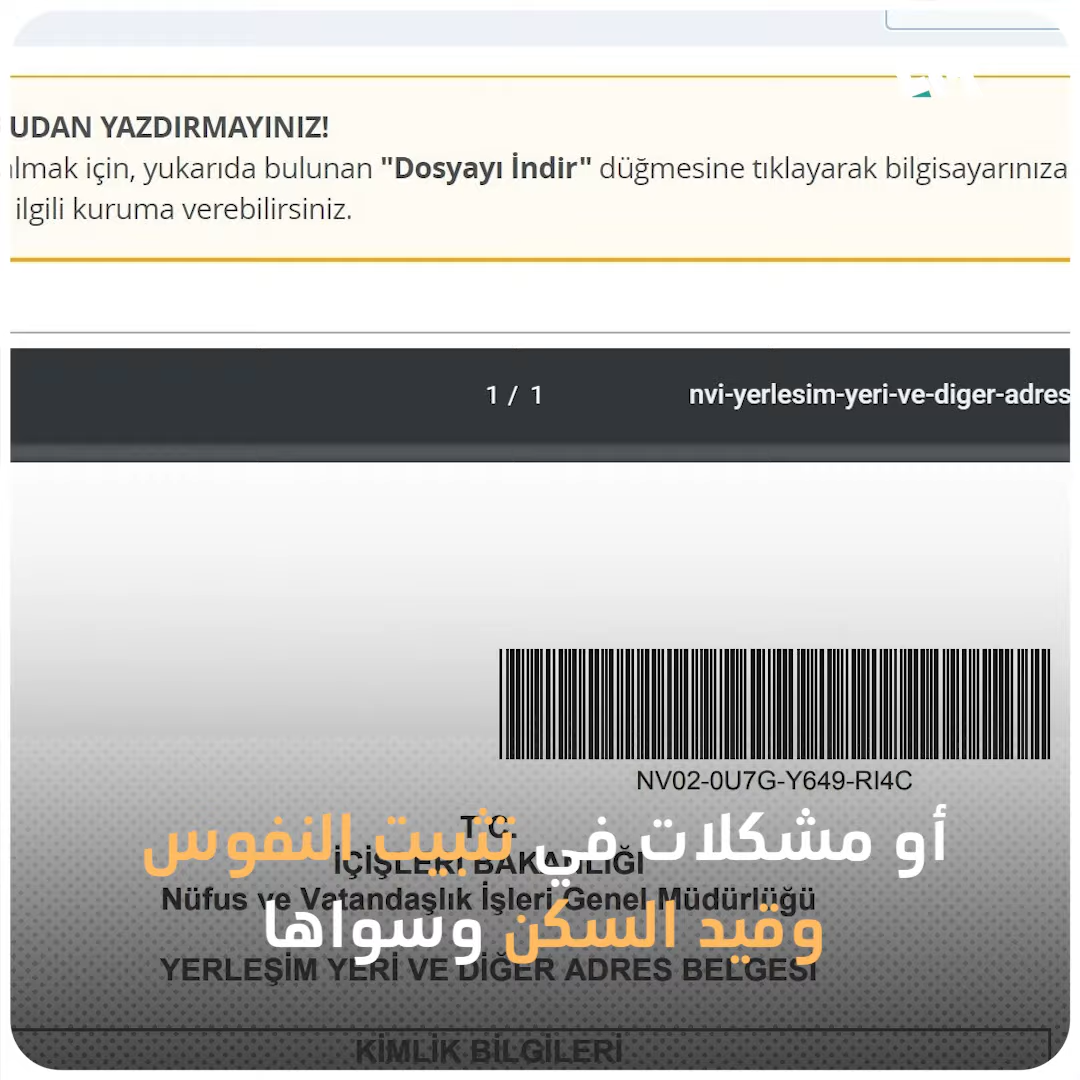 UDAN YAZDIRMAYINIZ!
almak için, yukarıda bulunan "Dosyayı İndir" düğmesine tıklayarak bilgisayarınıza
ilgili kuruma verebilirsiniz.
1 / 1
nvi-yerlesim-yeri-ve-diger-adres
NV02-0U7G-Y649-RI4C
T.C.
أو مشكلات في تثبيت النفوس
İÇİŞLERİ BAKANLIĞI
Nüfus ve Vatandaşlık İşleri Genel Müdürlüğü
وقيد السكن وسواها
YERLEŞİM YERİ VE DİĞER ADRES BELGESİ
KİMLİK BİLGİLERİ